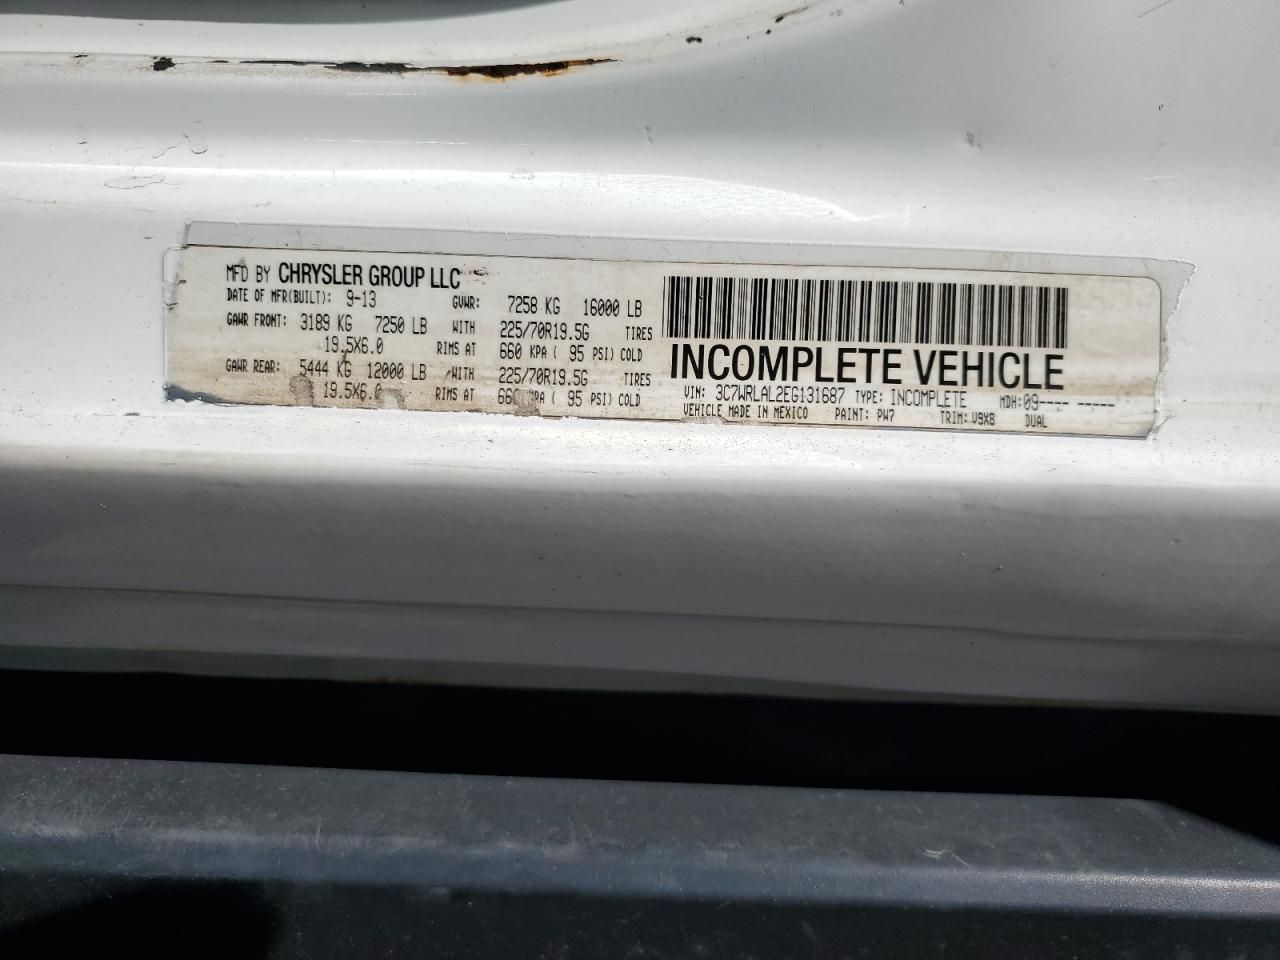 MFD BY CHRYSLER GROUP LLC
DATE OF MFR(BUILT): 9-13 GVWR: 7258 KG 16000 LB
GAWR FRONT: 3189 KG 7250 LB WITH 225/70R19.5G TIRES
19.5X6.0 RIMS AT 660 KPA ( 95 PSI) COLD
GAWR REAR: 5444 KG 12000 LB WITH 225/70R19.5G TIRES
19.5X6.0 RIMS AT 660 KPA ( 95 PSI) COLD
INCOMPLETE VEHICLE
VIN: 3C7WRLAL2EG131687 TYPE: INCOMPLETE MDH:09---- -----
VEHICLE MADE IN MEXICO PAINT: PW7 TRIM: V9X8 DUAL